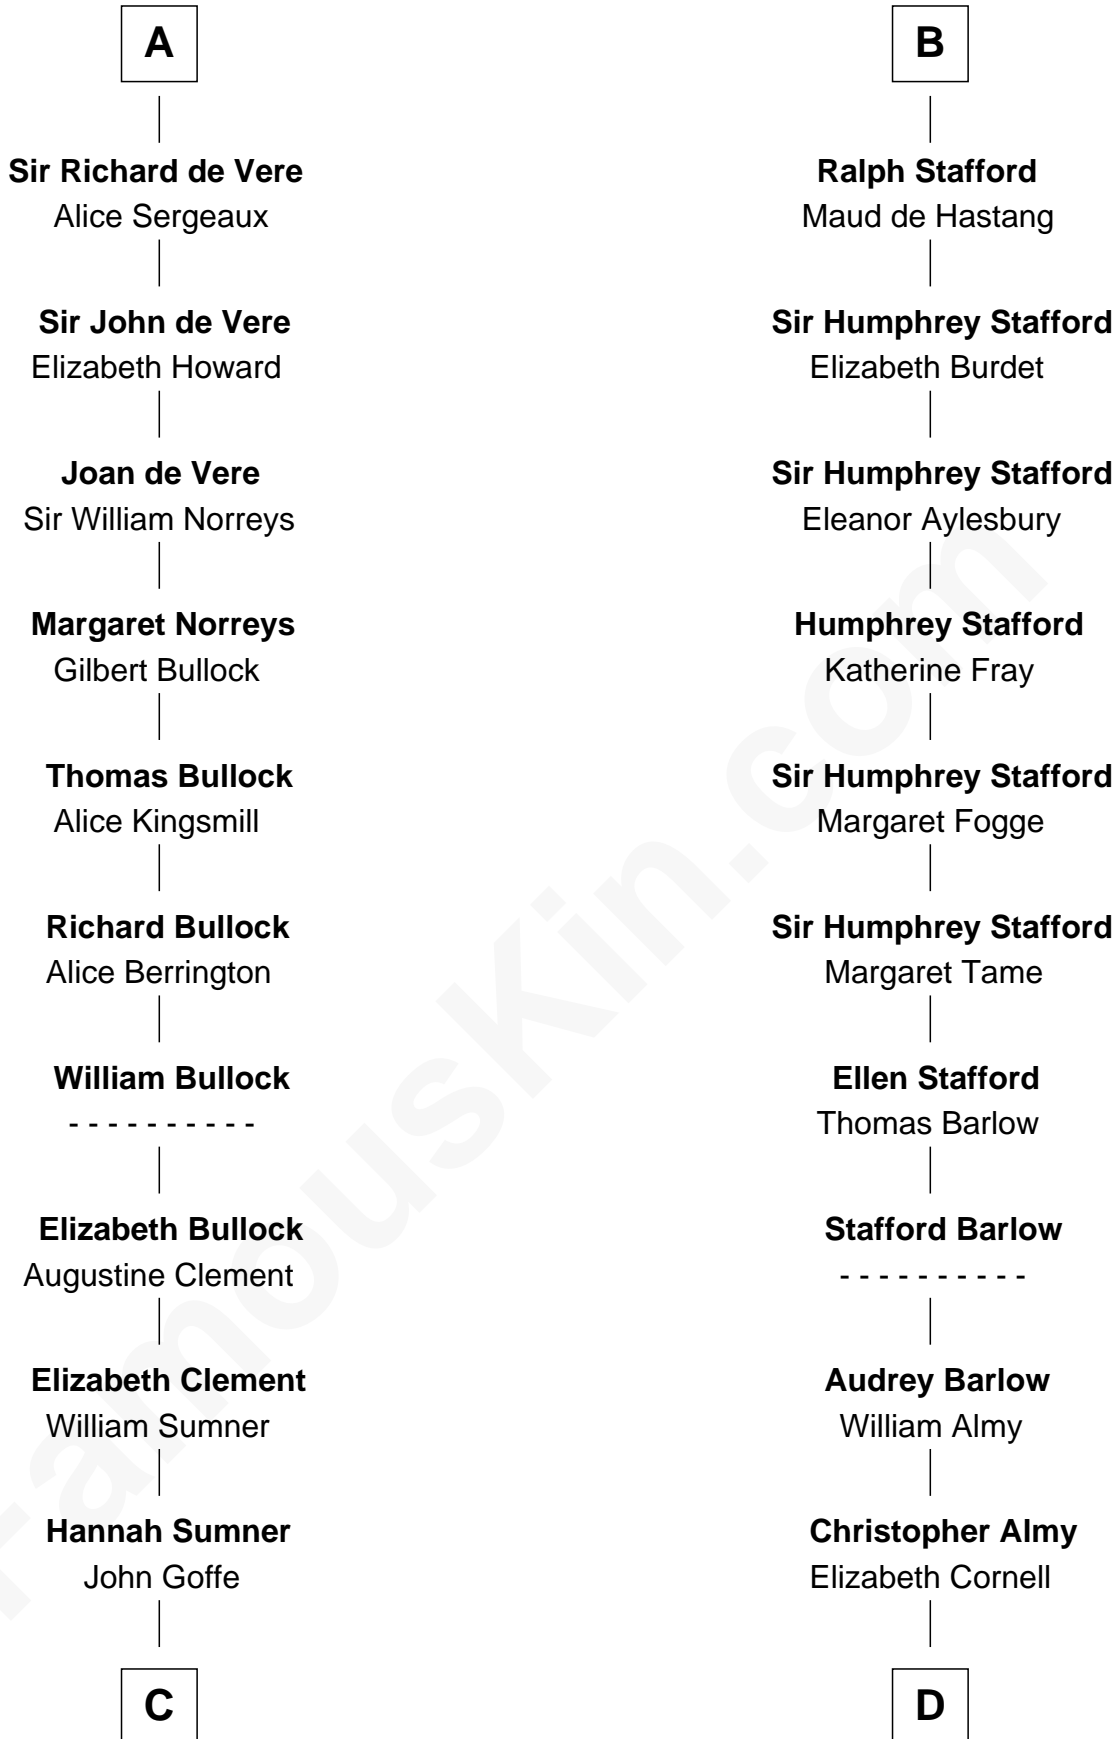 A
Sir Richard de Vere
Alice Sergeaux
Sir John de Vere
Elizabeth Howard
Joan de Vere
Sir William Norreys
Margaret Norreys
Gilbert Bullock
Thomas Bullock
Alice Kingsmill
Richard Bullock
Alice Berrington
William Bullock
- - - - - - - - - -
Elizabeth Bullock
Augustine Clement
Elizabeth Clement
William Sumner
Hannah Sumner
John Goffe
C
B
Ralph Stafford
Maud de Hastang
Sir Humphrey Stafford
Elizabeth Burdet
Sir Humphrey Stafford
Eleanor Aylesbury
Humphrey Stafford
Katherine Fray
Sir Humphrey Stafford
Margaret Fogge
Sir Humphrey Stafford
Margaret Tame
Ellen Stafford
Thomas Barlow
Stafford Barlow
- - - - - - - - - -
Audrey Barlow
William Almy
Christopher Almy
Elizabeth Cornell
D
FamousKin.com